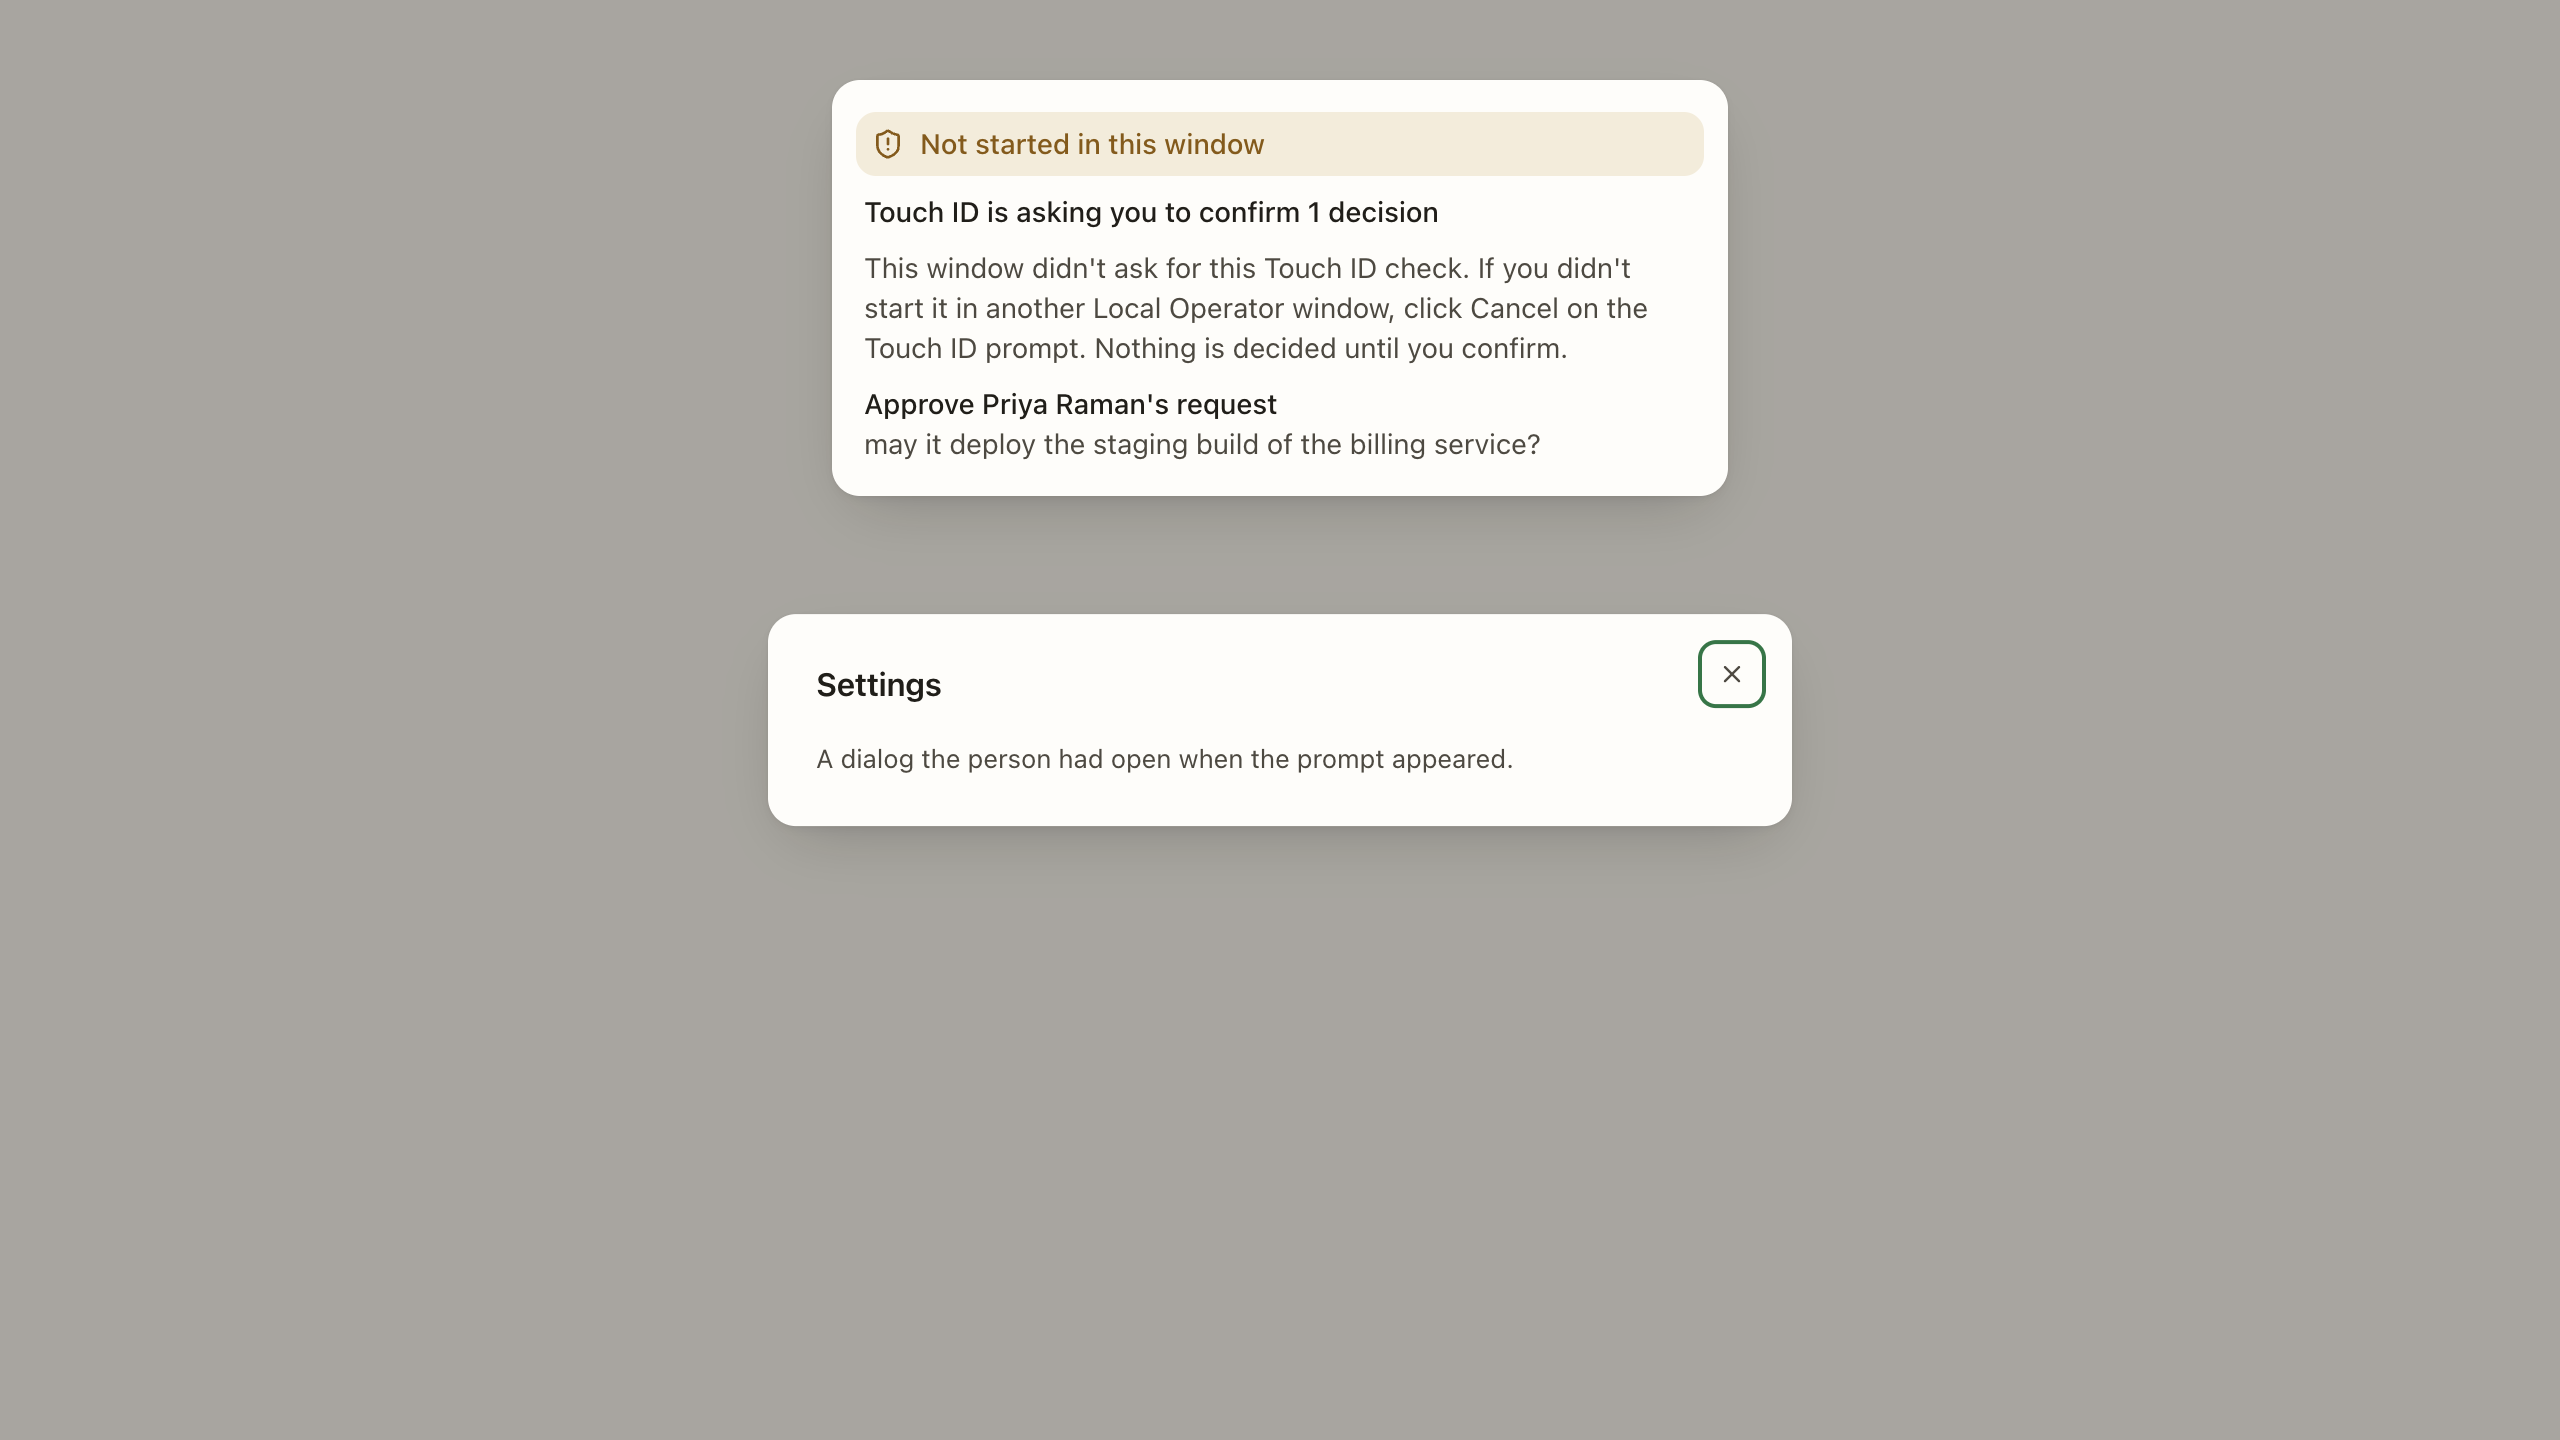 Not started in this window
Touch ID is asking you to confirm 1 decision
This window didn't ask for this Touch ID check. If you didn't
start it in another Local Operator window, click Cancel on the
Touch ID prompt. Nothing is decided until you confirm.
Approve Priya Raman's request
may it deploy the staging build of the billing service?
Settings
A dialog the person had open when the prompt appeared.